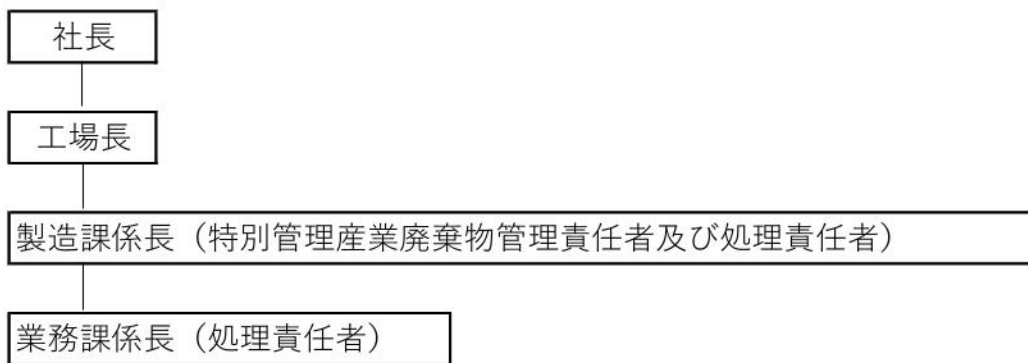 社長
工場長
製造課係長（特別管理産業廃棄物管理責任者及び処理責任者）
業務課係長（処理責任者）